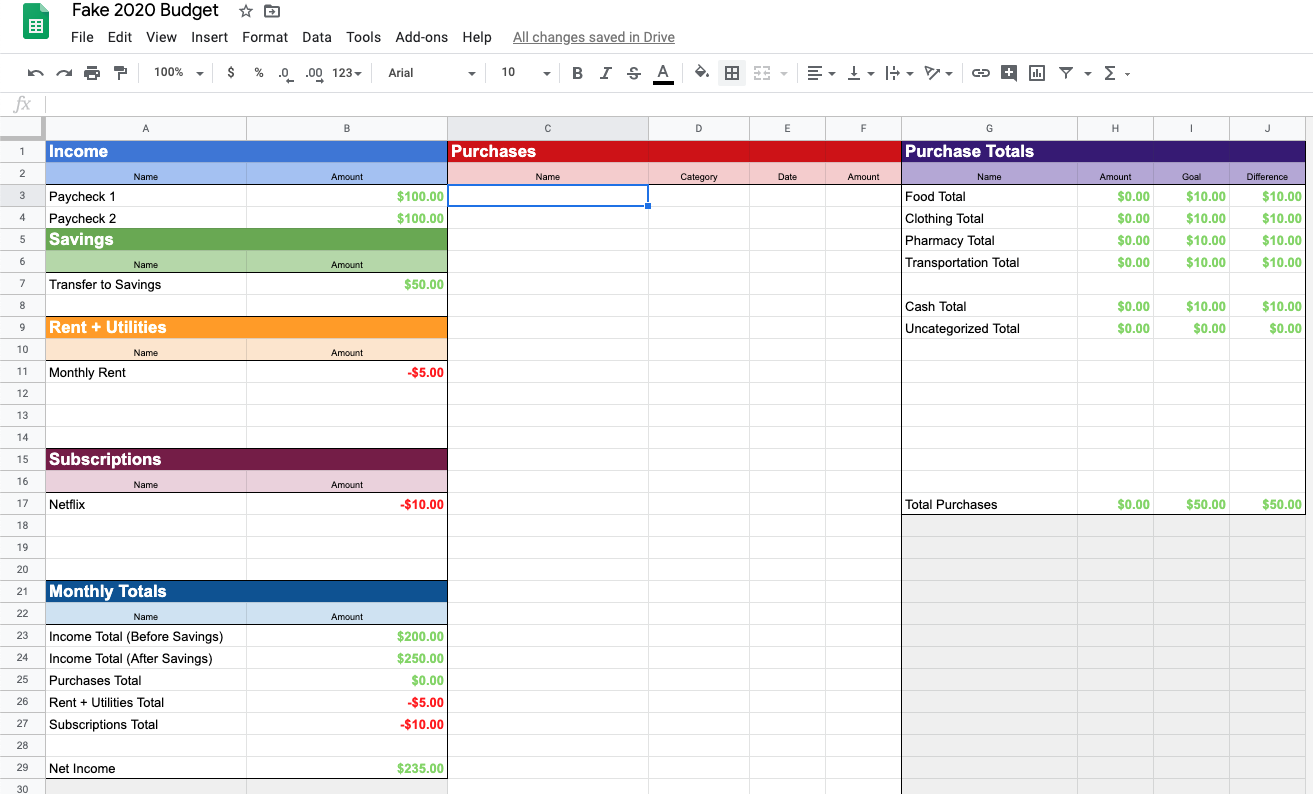 Fake 2020 Budget
File Edit View Insert Format Data Tools Add-ons Help All changes saved in Drive
100% $ % .0 .00 123 Arial 10 B I S A Σ
fx
A B C D E F G H I J
1 Income Purchases Purchase Totals
2 Name Amount Name Category Date Amount Name Amount Goal Difference
3 Paycheck 1 $100.00 Food Total $0.00 $10.00 $10.00
4 Paycheck 2 $100.00 Clothing Total $0.00 $10.00 $10.00
5 Savings Pharmacy Total $0.00 $10.00 $10.00
6 Name Amount Transportation Total $0.00 $10.00 $10.00
7 Transfer to Savings $50.00
8 Cash Total $0.00 $10.00 $10.00
9 Rent + Utilities Uncategorized Total $0.00 $0.00 $0.00
10 Name Amount
11 Monthly Rent -$5.00
12
13
14
15 Subscriptions
16 Name Amount
17 Netflix -$10.00 Total Purchases $0.00 $50.00 $50.00
18
19
20
21 Monthly Totals
22 Name Amount
23 Income Total (Before Savings) $200.00
24 Income Total (After Savings) $250.00
25 Purchases Total $0.00
26 Rent + Utilities Total -$5.00
27 Subscriptions Total -$10.00
28
29 Net Income $235.00
30